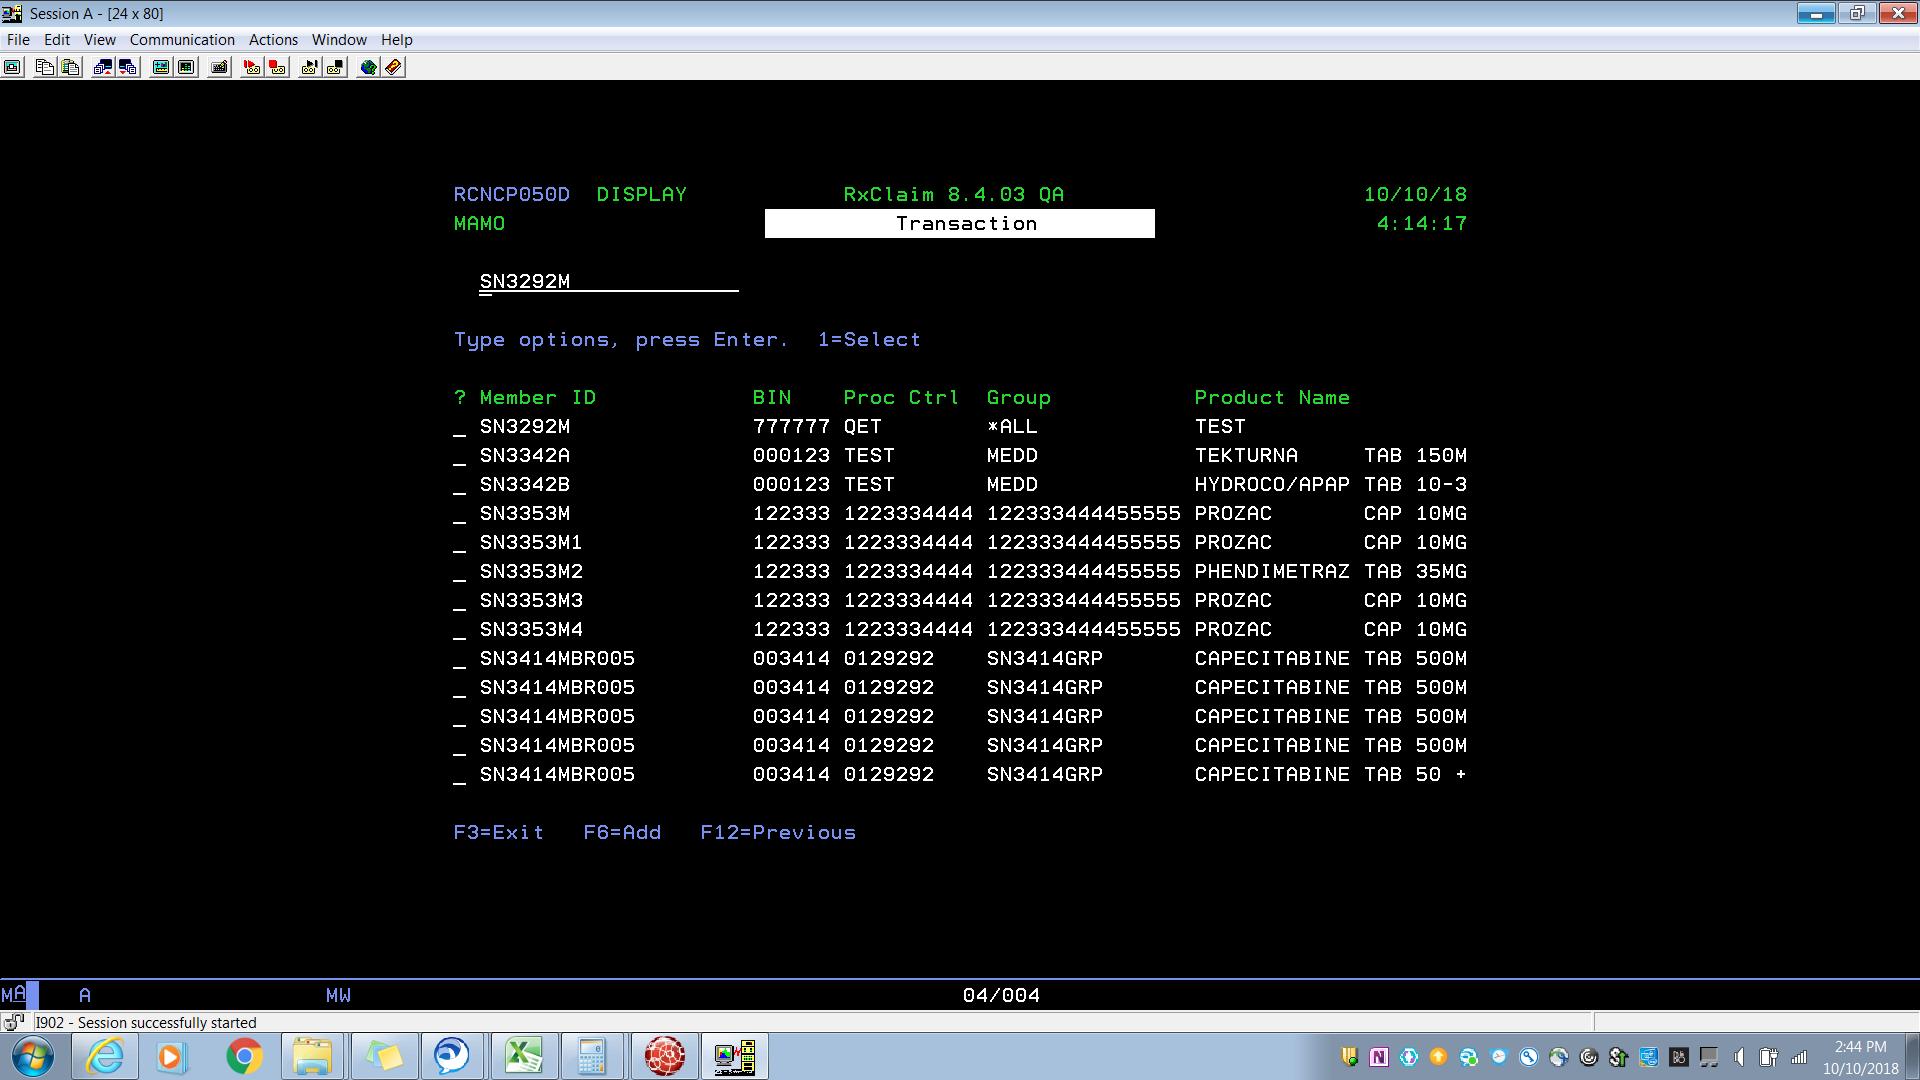 Session A - [24 x 80]
File Edit View Communication Actions Window Help
RCNCP050D DISPLAY RxClaim 8.4.03 QA 10/10/18
MAMO Transaction 4:14:17
SN3292M
Type options, press Enter. 1=Select
? Member ID BIN Proc Ctrl Group Product Name
_ SN3292M 777777 QET *ALL TEST
_ SN3342A 000123 TEST MEDD TEKTURNA TAB 150M
_ SN3342B 000123 TEST MEDD HYDROCO/APAP TAB 10-3
_ SN3353M 122333 1223334444 122333444455555 PROZAC CAP 10MG
_ SN3353M1 122333 1223334444 122333444455555 PROZAC CAP 10MG
_ SN3353M2 122333 1223334444 122333444455555 PHENDIMETRAZ TAB 35MG
_ SN3353M3 122333 1223334444 122333444455555 PROZAC CAP 10MG
_ SN3353M4 122333 1223334444 122333444455555 PROZAC CAP 10MG
_ SN3414MBR005 003414 0129292 SN3414GRP CAPECITABINE TAB 500M
_ SN3414MBR005 003414 0129292 SN3414GRP CAPECITABINE TAB 500M
_ SN3414MBR005 003414 0129292 SN3414GRP CAPECITABINE TAB 500M
_ SN3414MBR005 003414 0129292 SN3414GRP CAPECITABINE TAB 500M
_ SN3414MBR005 003414 0129292 SN3414GRP CAPECITABINE TAB 50 +
F3=Exit F6=Add F12=Previous
MA A MW 04/004
I902 - Session successfully started
2:44 PM
10/10/2018